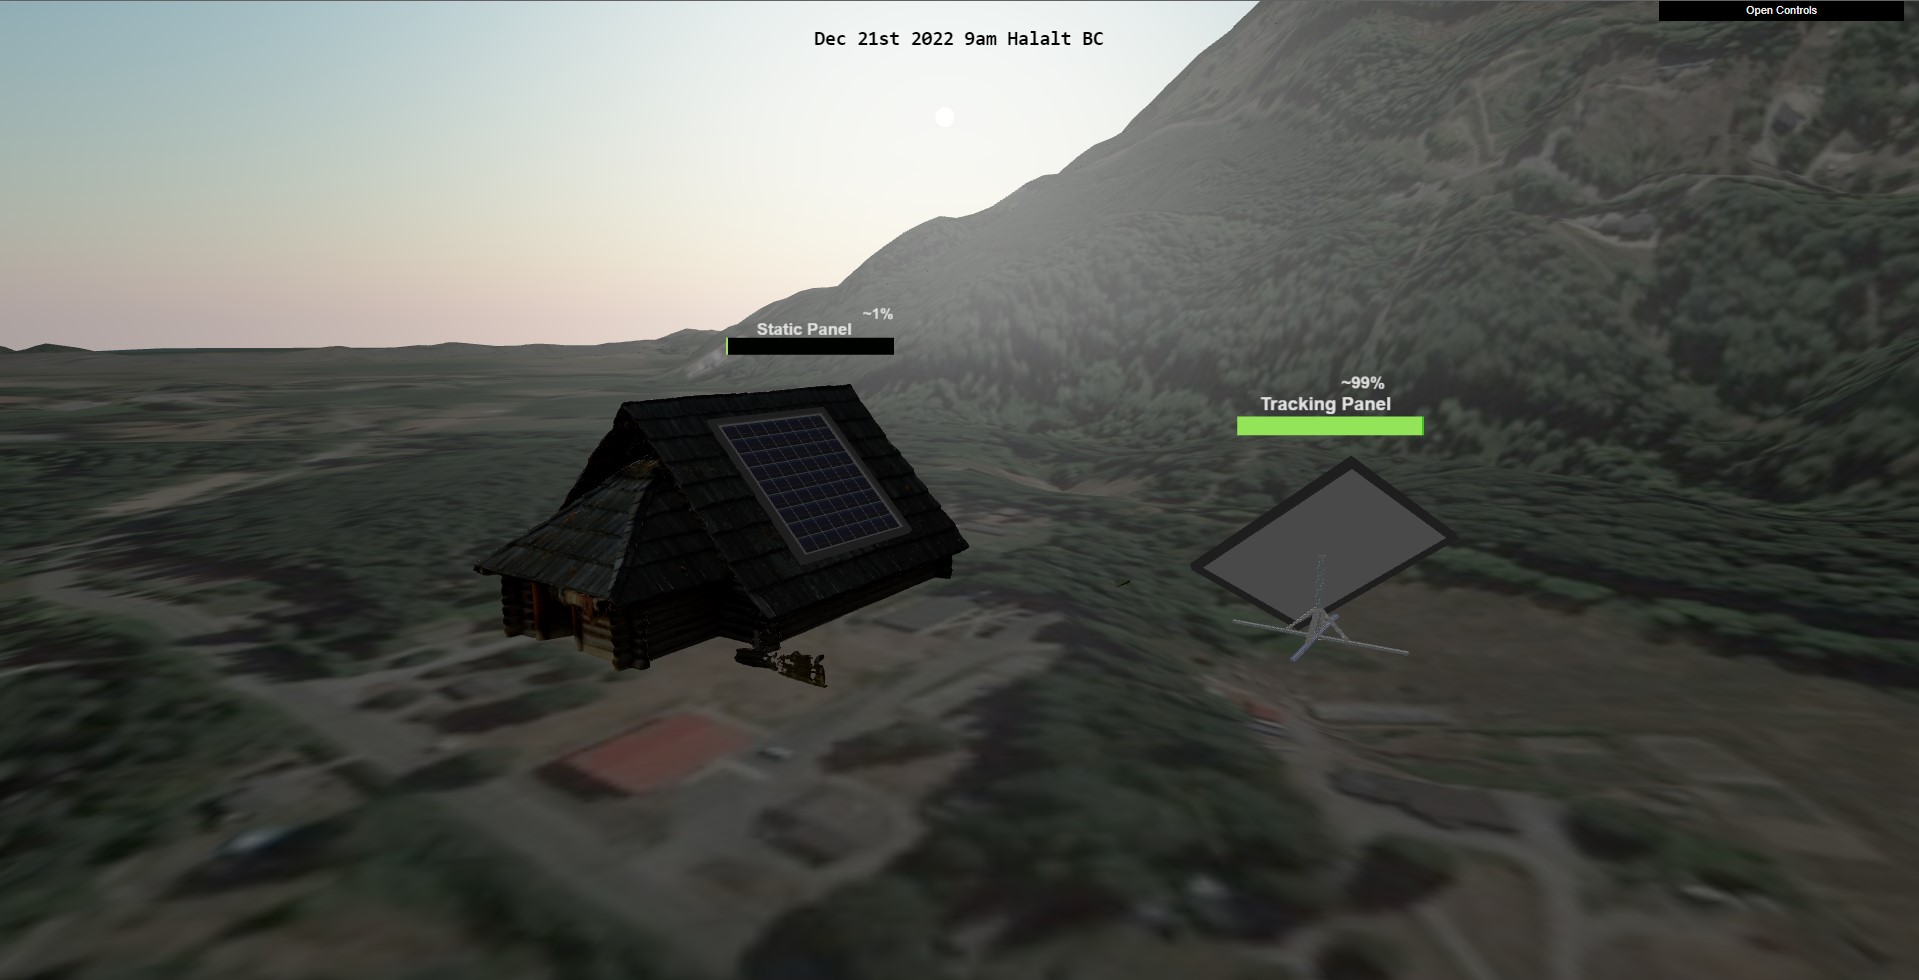 Open Controls
Dec 21st 2022 9am Halalt BC
~1%
Static Panel
~99%
Tracking Panel